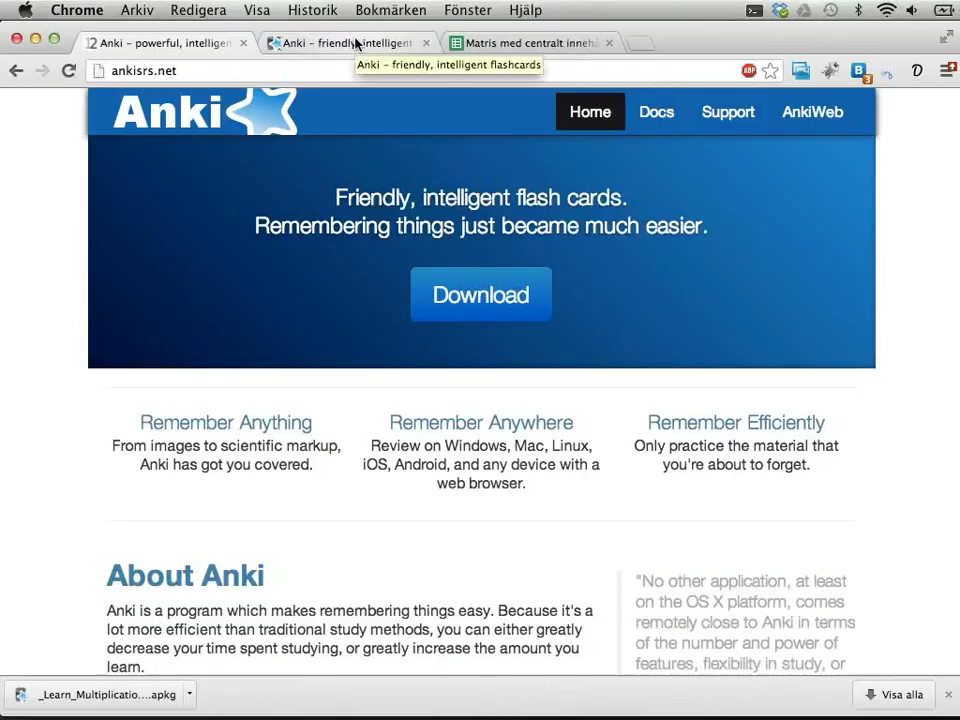 Chrome Arkiv Redigera Visa Historik Bokmärken Fönster Hjälp
Anki – powerful, intelligen
Anki – friendly, intelligent
Matris med centralt inneh
Anki – friendly, intelligent flashcards
ankisrs.net
ABP
B 3
Anki
Home Docs Support AnkiWeb
Friendly, intelligent flash cards.
Remembering things just became much easier.
Download
Remember Anything
From images to scientific markup,
Anki has got you covered.
Remember Anywhere
Review on Windows, Mac, Linux,
iOS, Android, and any device with a
web browser.
Remember Efficiently
Only practice the material that
you're about to forget.
About Anki
Anki is a program which makes remembering things easy. Because it's a
lot more efficient than traditional study methods, you can either greatly
decrease your time spent studying, or greatly increase the amount you
learn.
"No other application, at least
on the OS X platform, comes
remotely close to Anki in terms
of the number and power of
features, flexibility in study, or
_Learn_Multiplicatio....apkg
Visa alla